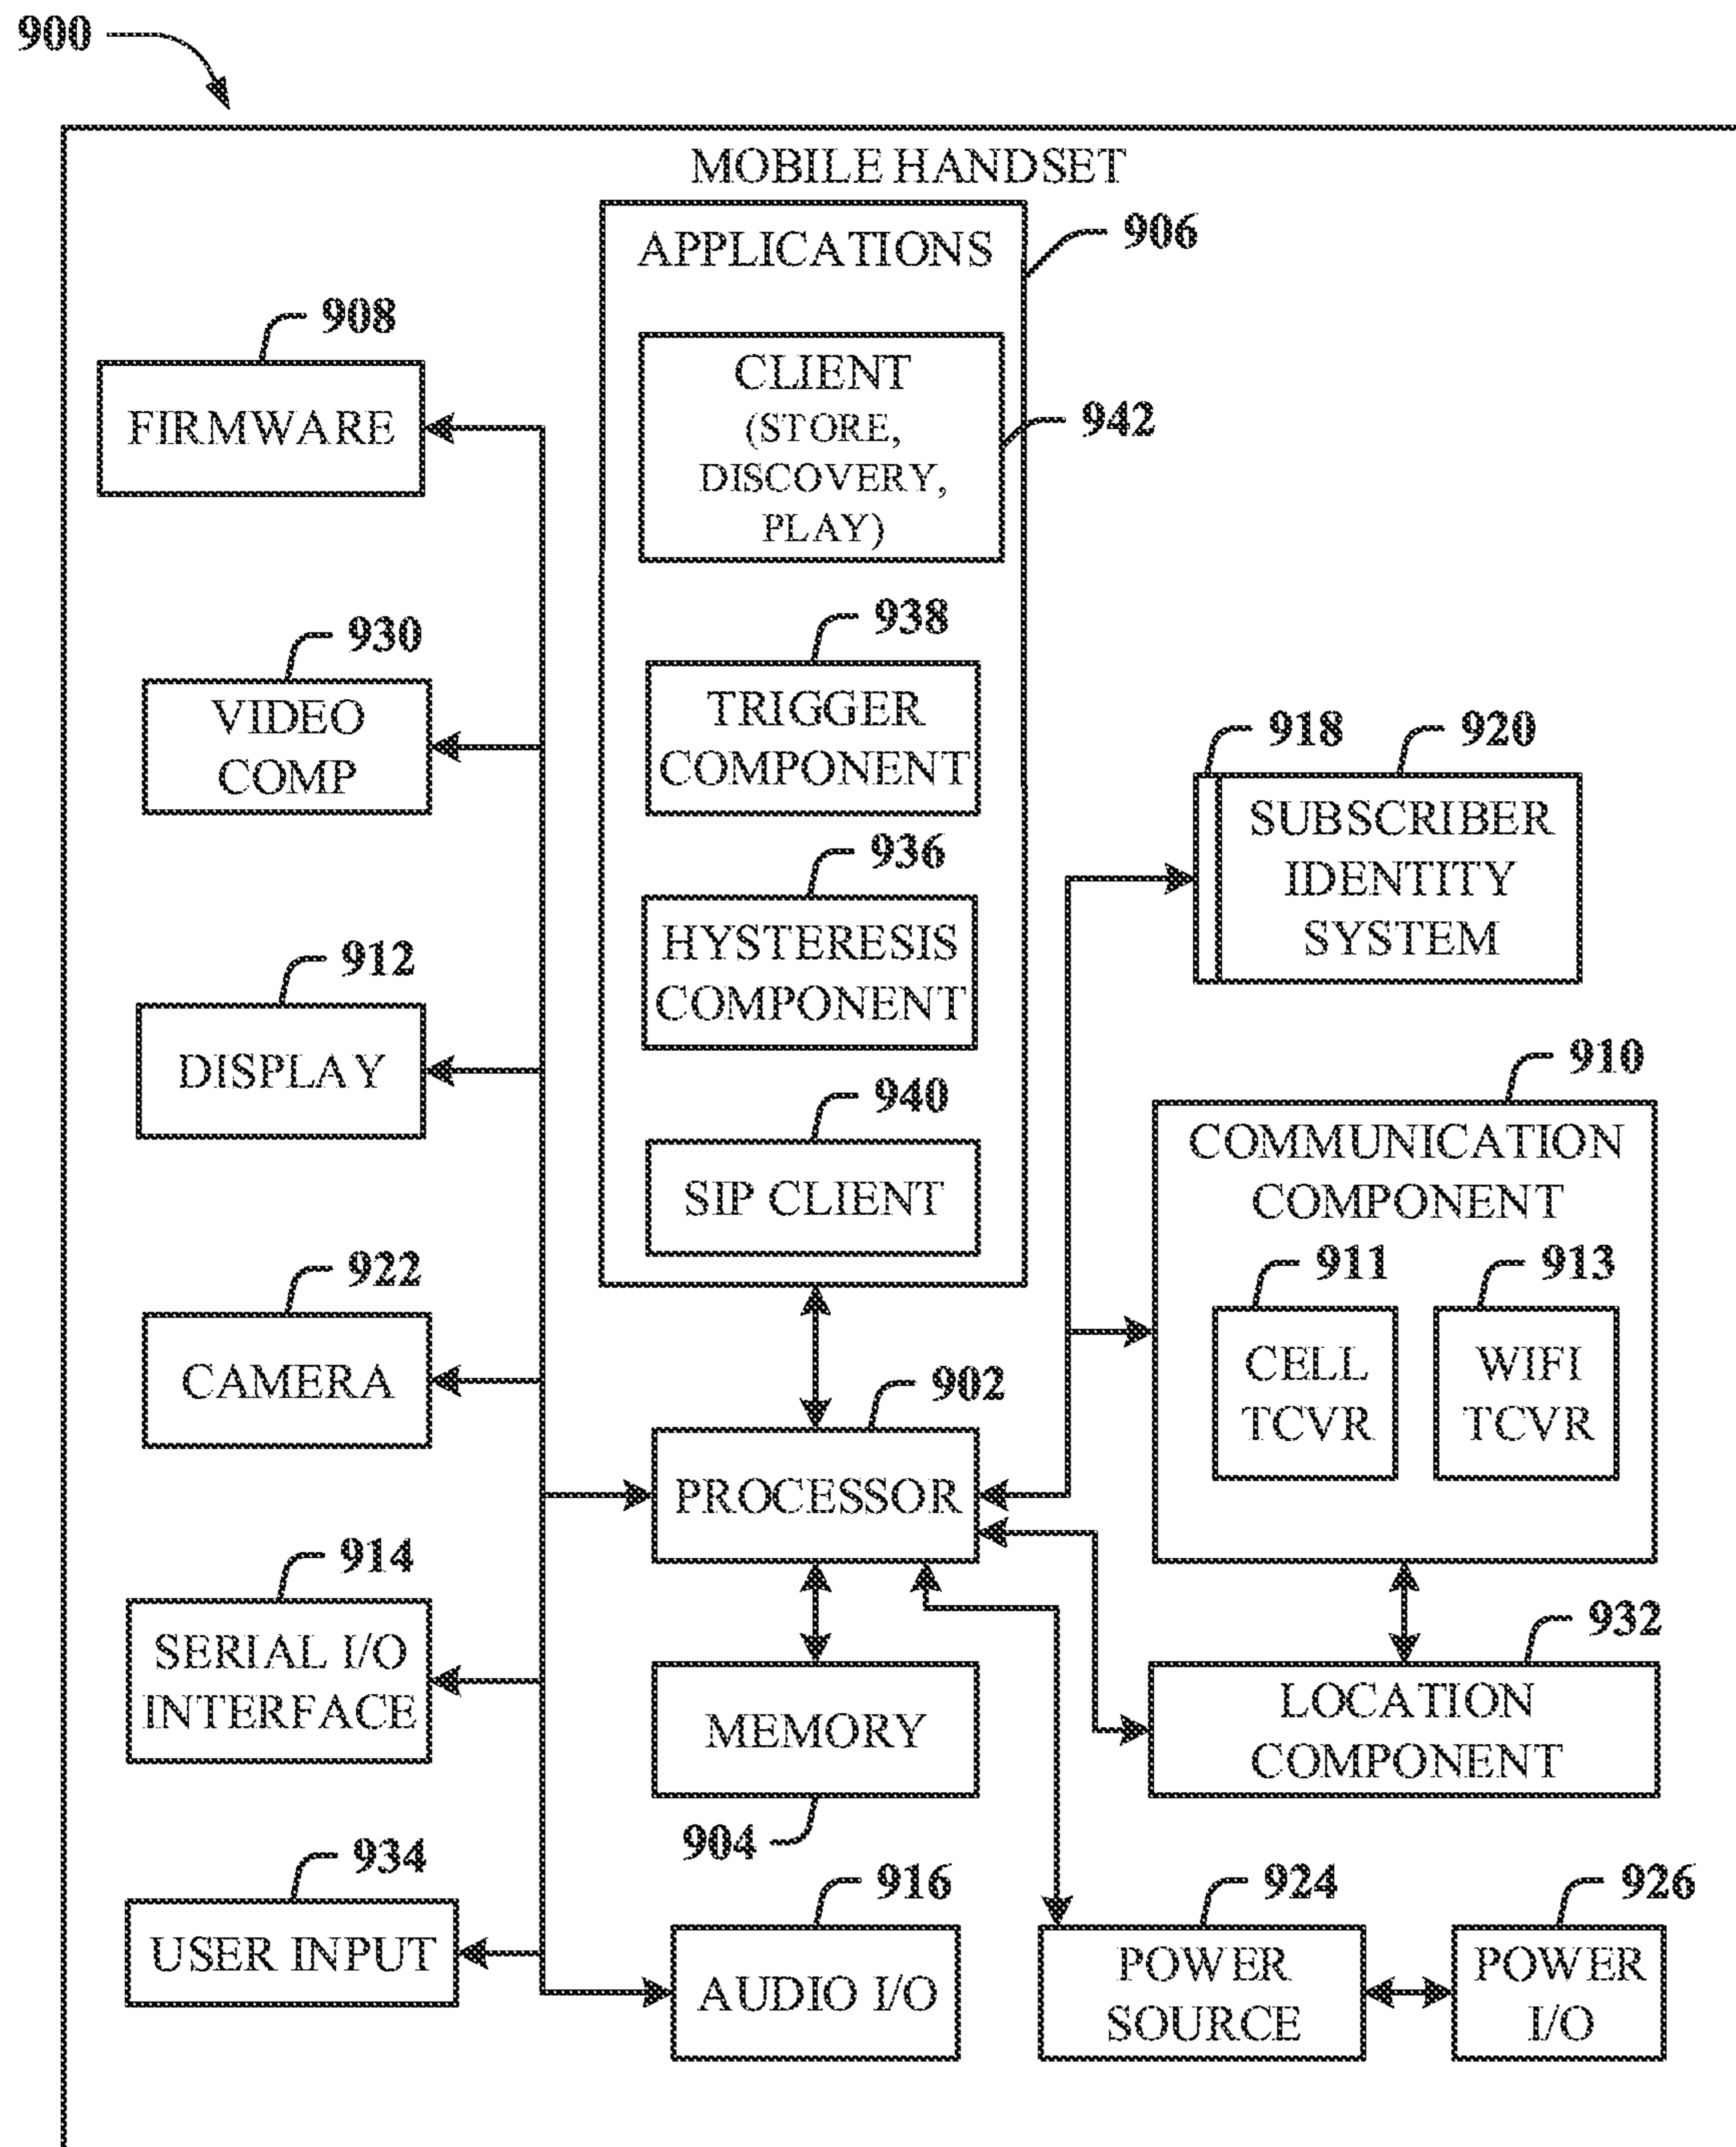 900
MOBILE HANDSET
APPLICATIONS
906
908
FIRMWARE
CLIENT
(STORE,
DISCOVERY,
PLAY)
942
930
VIDEO
COMP
938
TRIGGER
COMPONENT
918
920
SUBSCRIBER
IDENTITY
SYSTEM
936
HYSTERESIS
COMPONENT
912
DISPLAY
940
SIP CLIENT
910
COMMUNICATION
COMPONENT
911
CELL
TCVR
913
WIFI
TCVR
922
CAMERA
902
PROCESSOR
914
SERIAL I/O
INTERFACE
MEMORY
904
932
LOCATION
COMPONENT
934
USER INPUT
916
AUDIO I/O
924
POWER
SOURCE
926
POWER
I/O